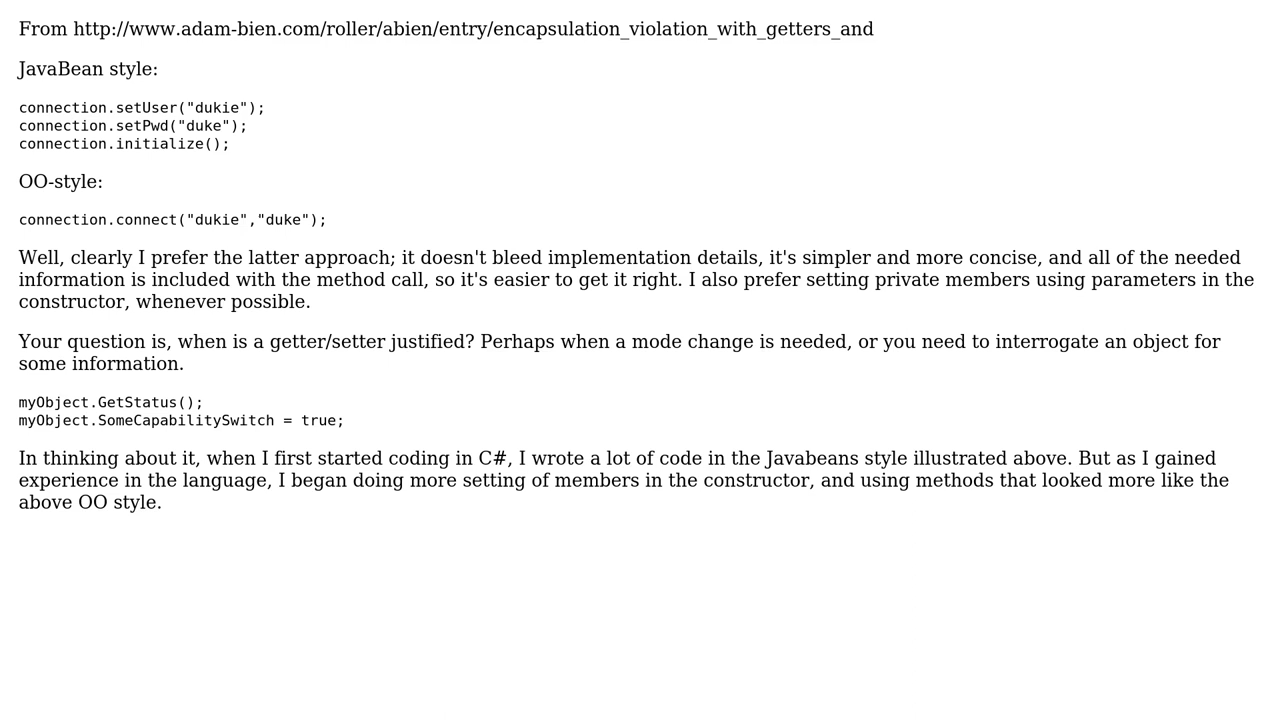 From http://www.adam-bien.com/roller/abien/entry/encapsulation_violation_with_getters_and
JavaBean style:
connection.setUser("dukie");
connection.setPwd("duke");
connection.initialize();
OO-style:
connection.connect("dukie","duke");
Well, clearly I prefer the latter approach; it doesn't bleed implementation details, it's simpler and more concise, and all of the needed
information is included with the method call, so it's easier to get it right. I also prefer setting private members using parameters in the
constructor, whenever possible.
Your question is, when is a getter/setter justified? Perhaps when a mode change is needed, or you need to interrogate an object for
some information.
myObject.GetStatus();
myObject.SomeCapabilitySwitch = true;
In thinking about it, when I first started coding in C#, I wrote a lot of code in the Javabeans style illustrated above. But as I gained
experience in the language, I began doing more setting of members in the constructor, and using methods that looked more like the
above OO style.